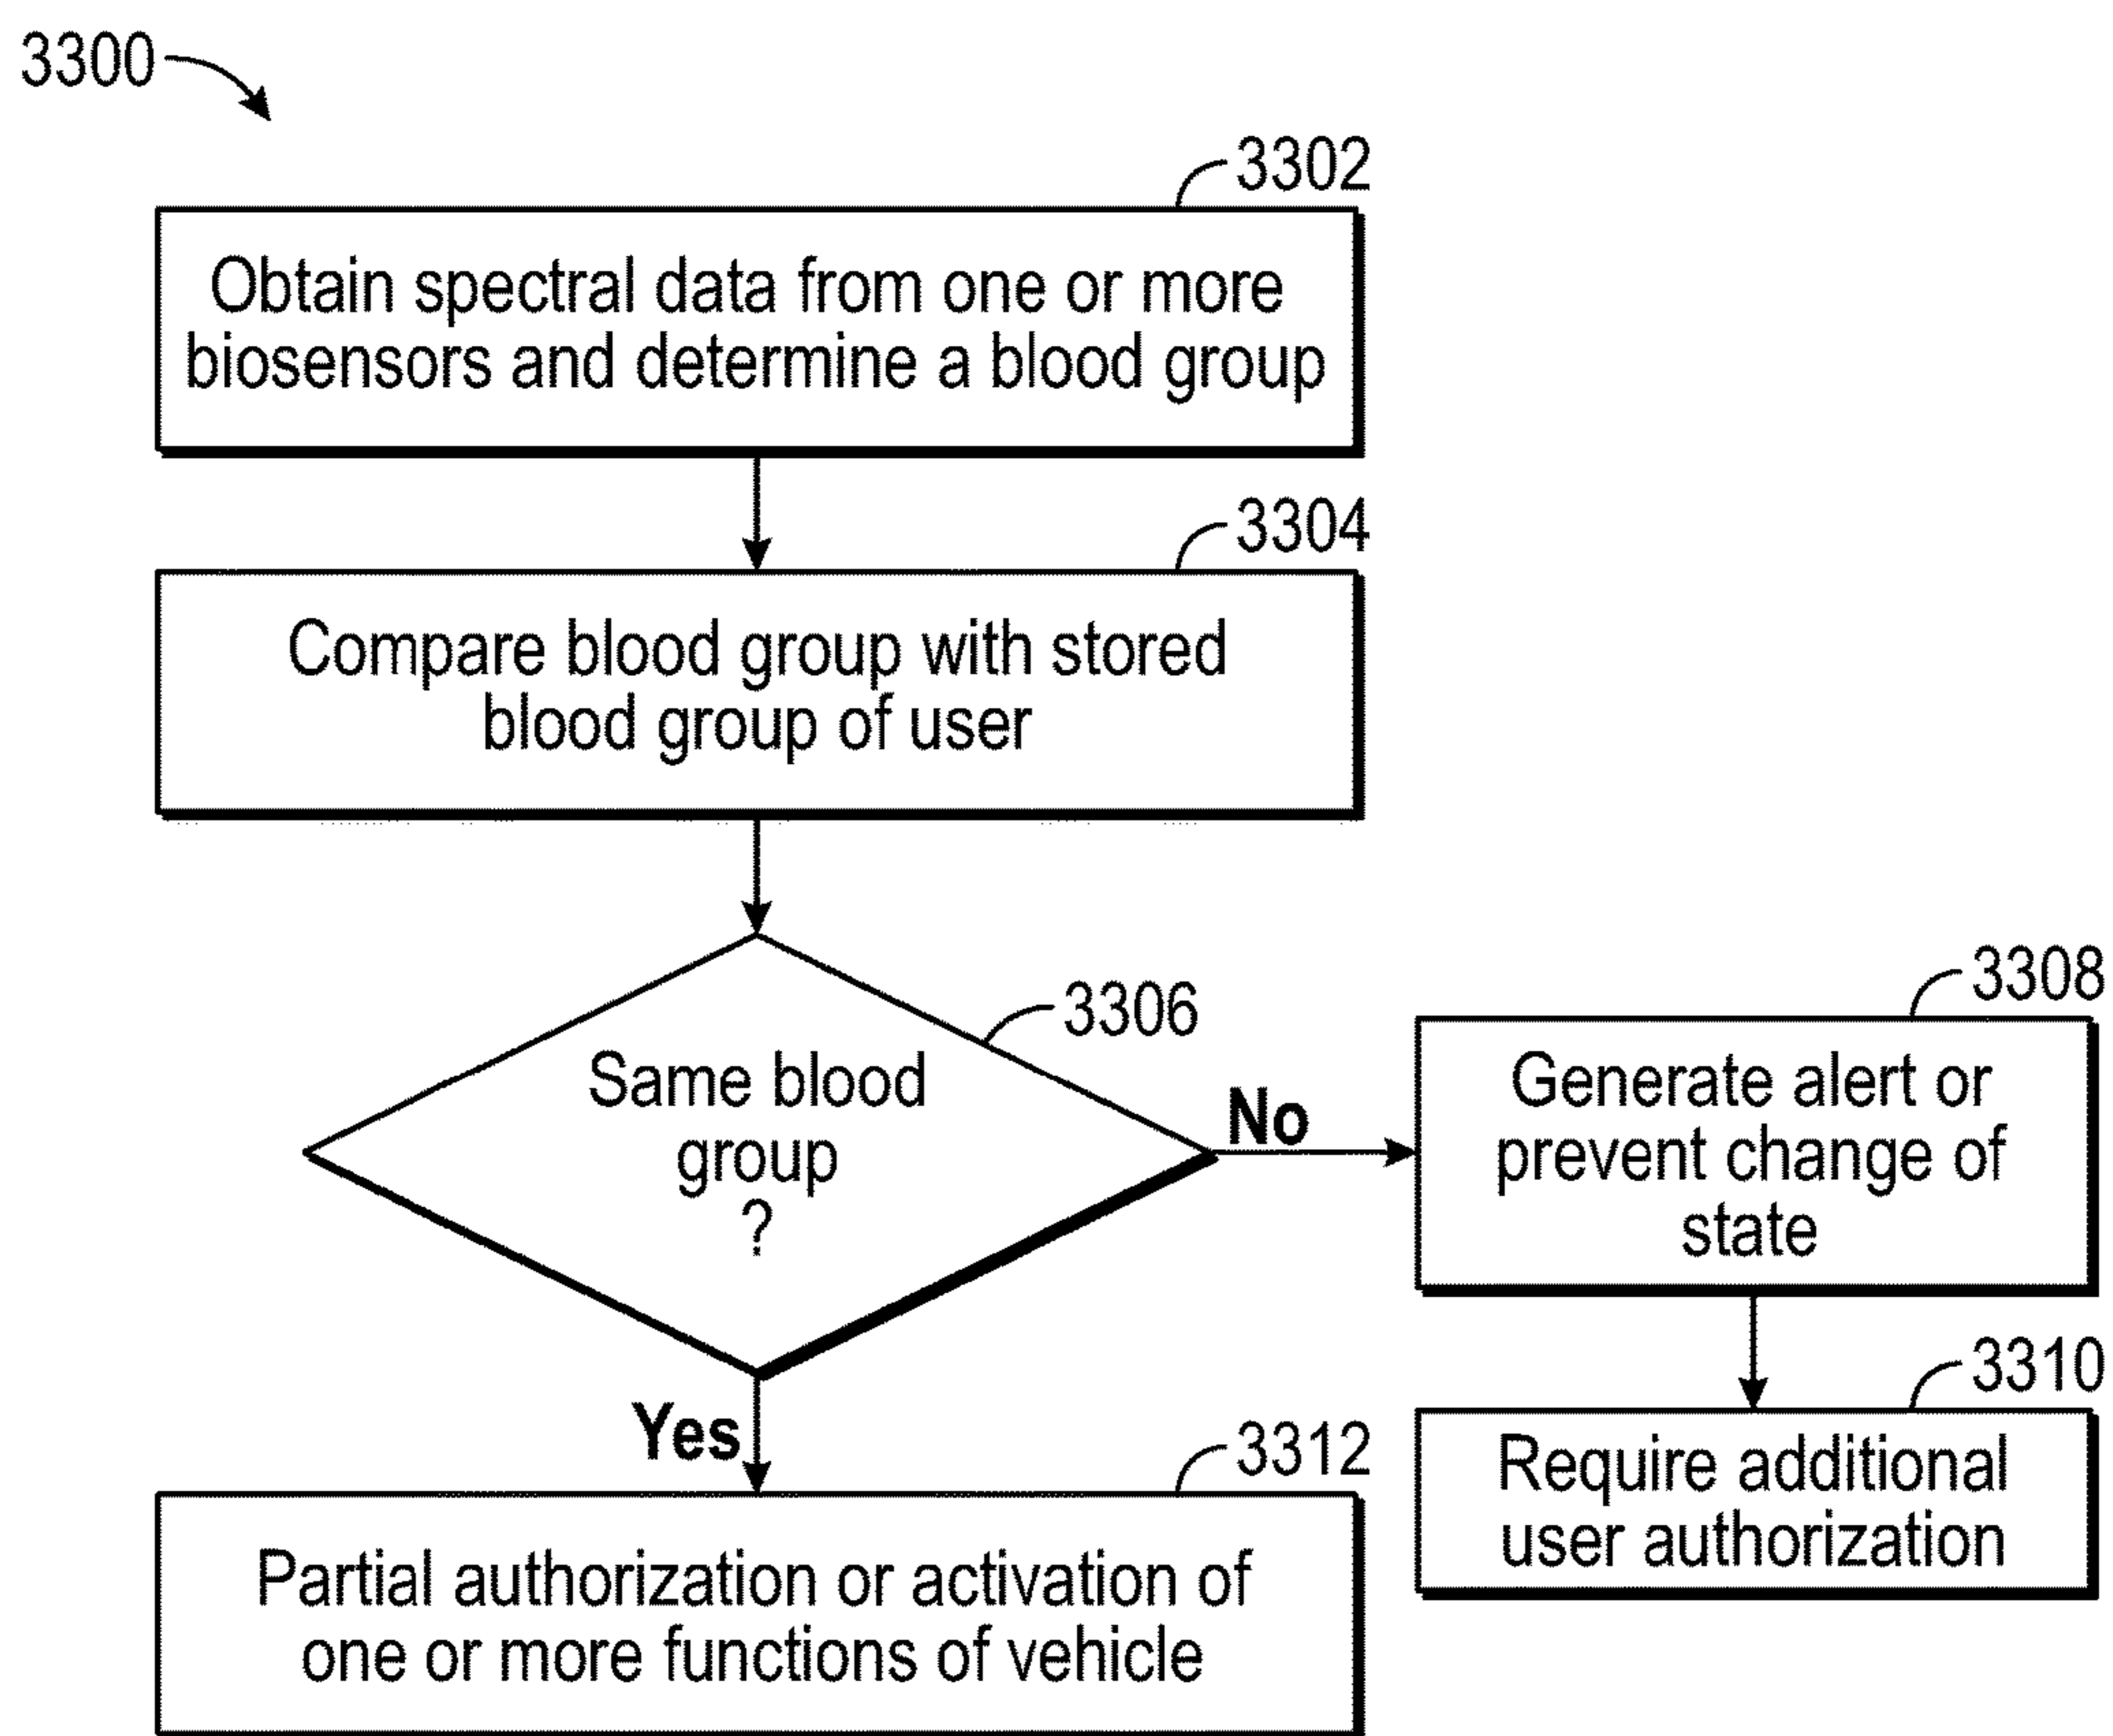 3300
3302
Obtain spectral data from one or more
biosensors and determine a blood group
3304
Compare blood group with stored
blood group of user
3306
Same blood
group
?
No
3308
Generate alert or
prevent change of
state
3310
Require additional
user authorization
Yes
3312
Partial authorization or activation of
one or more functions of vehicle